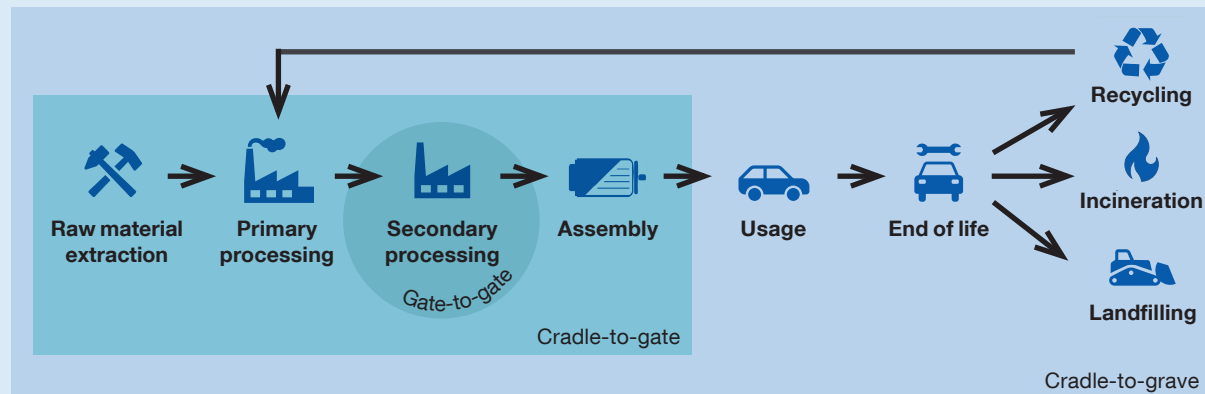 Recycling
Raw material
extraction
Primary
processing
Secondary
processing
Gate-to-gate
Assembly
Usage
End of life
Incineration
Landfilling
Cradle-to-gate
Cradle-to-grave